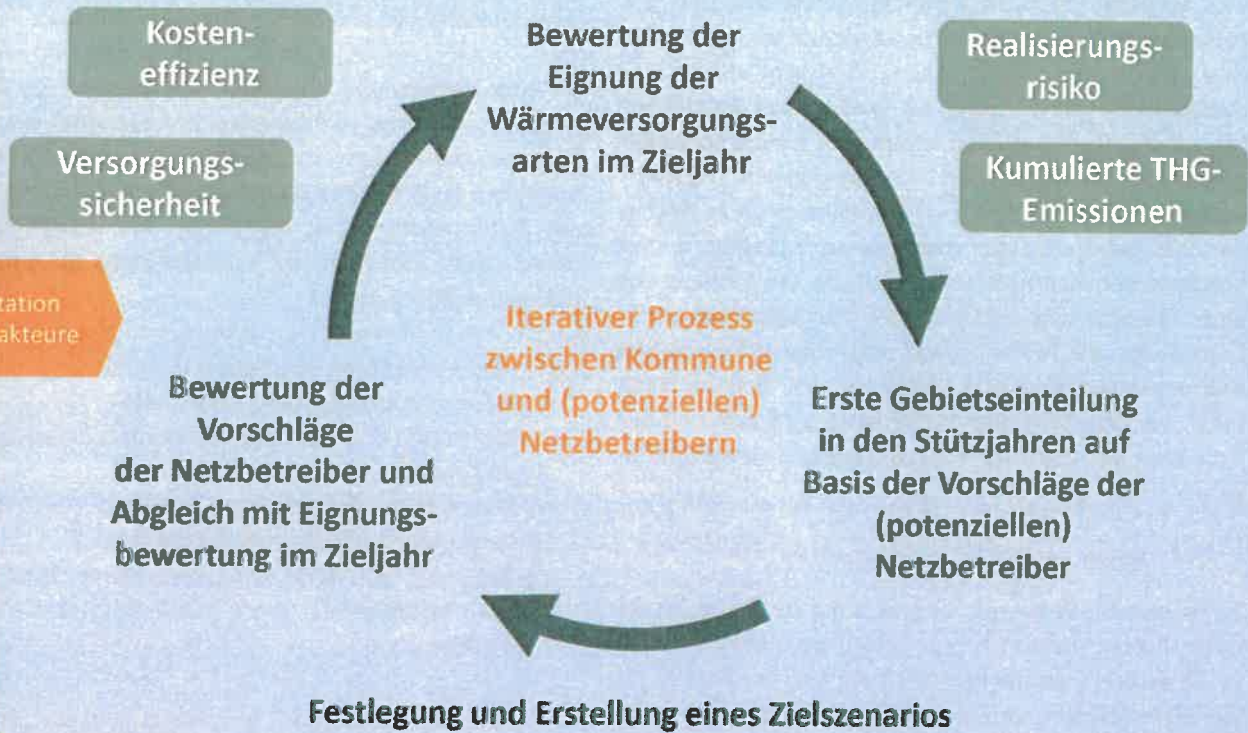 Kosten-
effizienz
Versorgungs-
sicherheit
Bewertung der
Eignung der
Wärmeversorgungs-
arten im Zieljahr
Realisierungs-
risiko
Kumulierte THG-
Emissionen
Iterativer Prozess
zwischen Kommune
und (potenziellen)
Netzbetreibern
Bewertung der
Vorschläge
der Netzbetreiber und
Abgleich mit Eignungs-
bewertung im Zieljahr
Erste Gebietseinteilung
in den Stützjahren auf
Basis der Vorschläge der
(potenziellen)
Netzbetreiber
Festlegung und Erstellung eines Zielszenarios